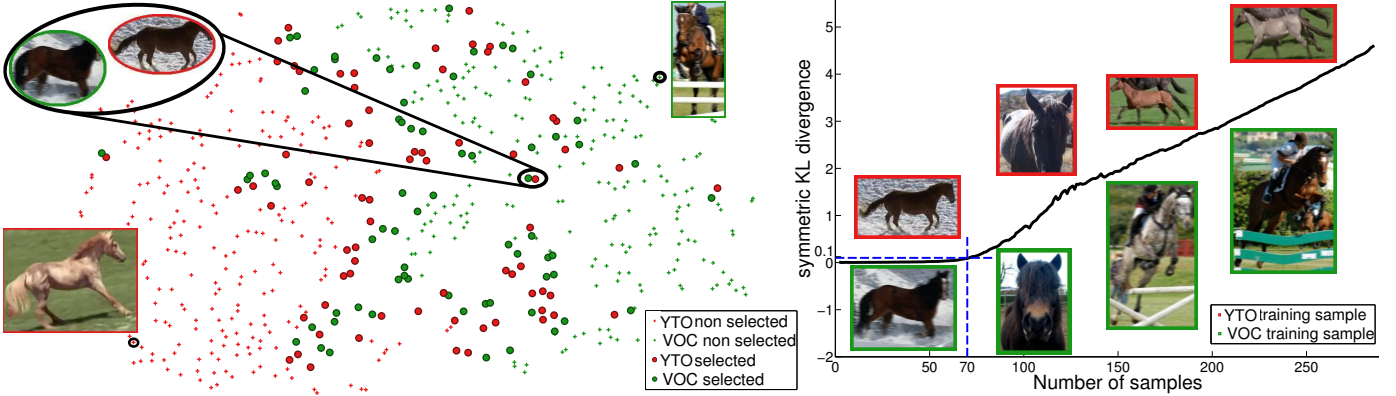 YTO non selected
VOC non selected
YTO selected
VOC selected
symmetric KL divergence
5
4
3
2
1
0.1
0
−1
−2
0 50 70 100 150 200 250
Number of samples
YTO training sample
VOC training sample